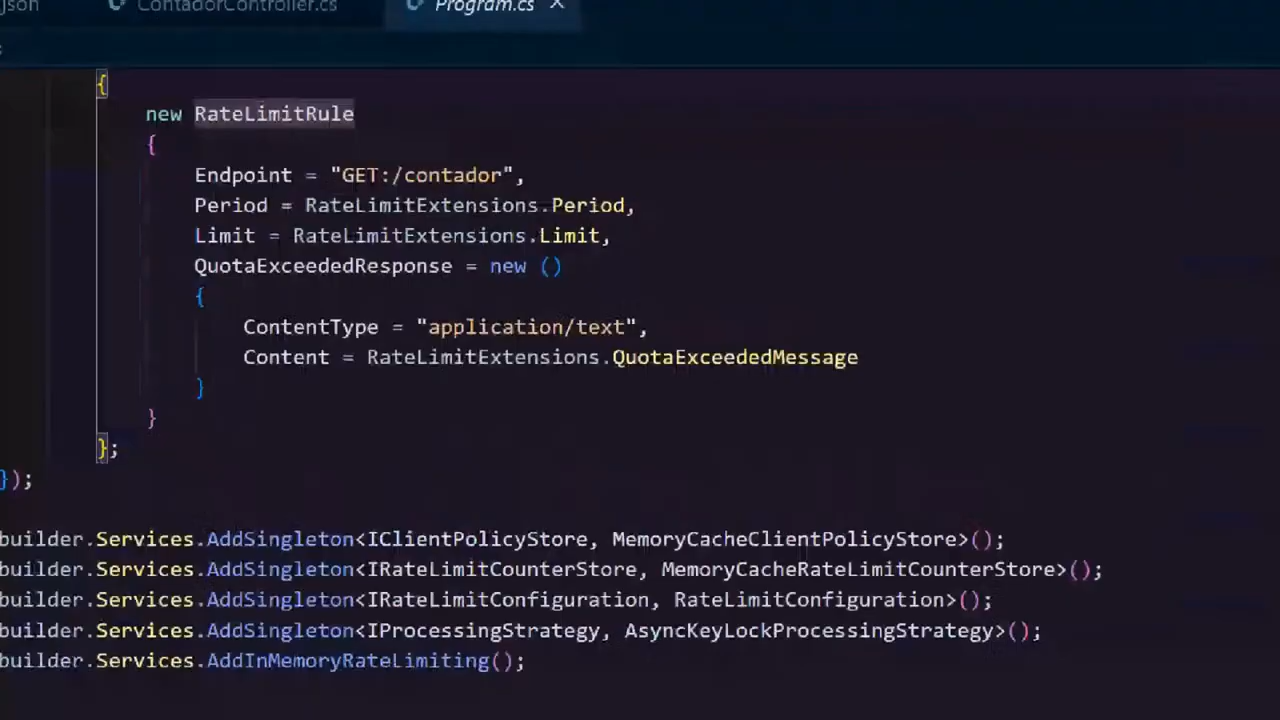 json ContadorController.cs Program.cs ×
{
new RateLimitRule
{
Endpoint = "GET:/contador",
Period = RateLimitExtensions.Period,
Limit = RateLimitExtensions.Limit,
QuotaExceededResponse = new ()
{
ContentType = "application/text",
Content = RateLimitExtensions.QuotaExceededMessage
}
}
};
});
builder.Services.AddSingleton<IClientPolicyStore, MemoryCacheClientPolicyStore>();
builder.Services.AddSingleton<IRateLimitCounterStore, MemoryCacheRateLimitCounterStore>();
builder.Services.AddSingleton<IRateLimitConfiguration, RateLimitConfiguration>();
builder.Services.AddSingleton<IProcessingStrategy, AsyncKeyLockProcessingStrategy>();
builder.Services.AddInMemoryRateLimiting();